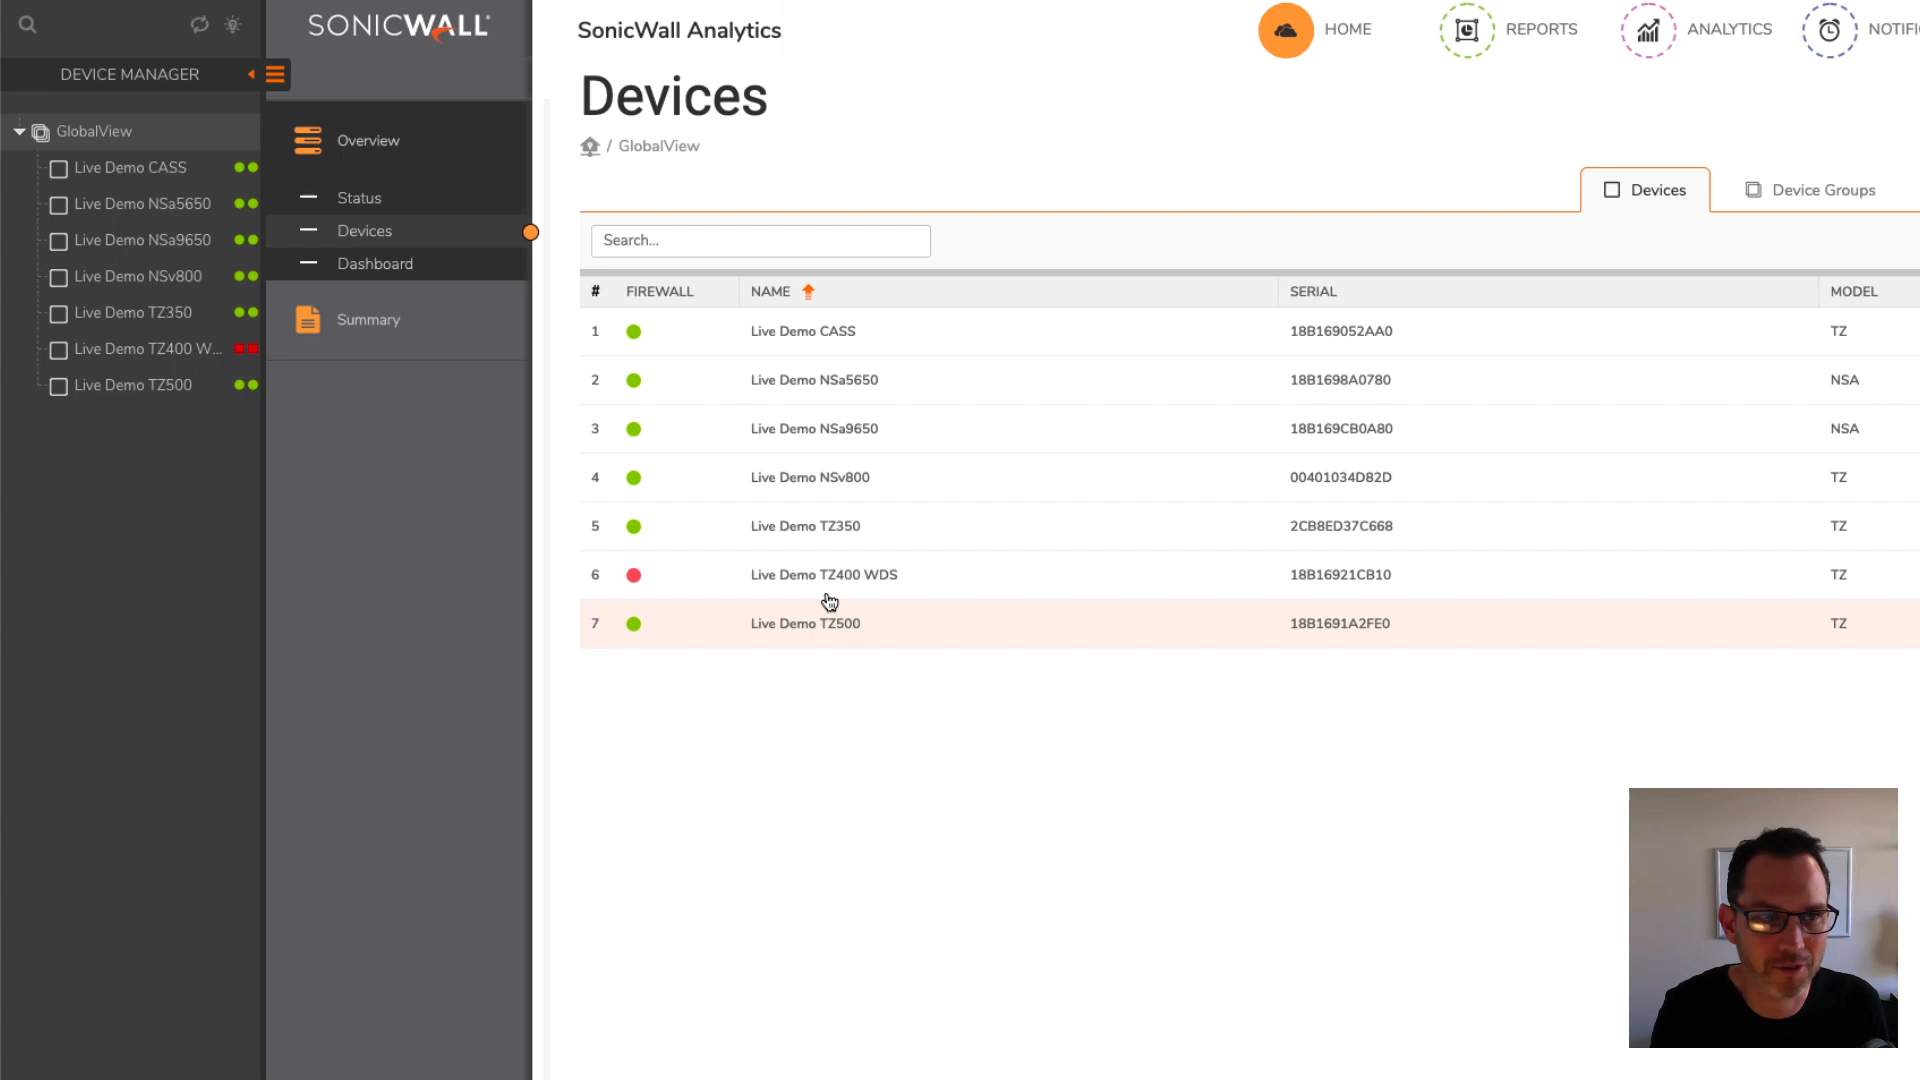 DEVICE MANAGER
GlobalView
Live Demo CASS
Live Demo NSa5650
Live Demo NSa9650
Live Demo NSv800
Live Demo TZ350
Live Demo TZ400 W...
Live Demo TZ500
SONICWALL
Overview
Status
Devices
Dashboard
Summary
SonicWall Analytics
HOME
REPORTS
ANALYTICS
NOTIFI
Devices
/ GlobalView
Devices
Device Groups
Search...
# FIREWALL NAME SERIAL MODEL
1 Live Demo CASS 18B169052AA0 TZ
2 Live Demo NSa5650 18B1698A0780 NSA
3 Live Demo NSa9650 18B169CB0A80 NSA
4 Live Demo NSv800 00401034D82D TZ
5 Live Demo TZ350 2CB8ED37C668 TZ
6 Live Demo TZ400 WDS 18B16921CB10 TZ
7 Live Demo TZ500 18B1691A2FE0 TZ